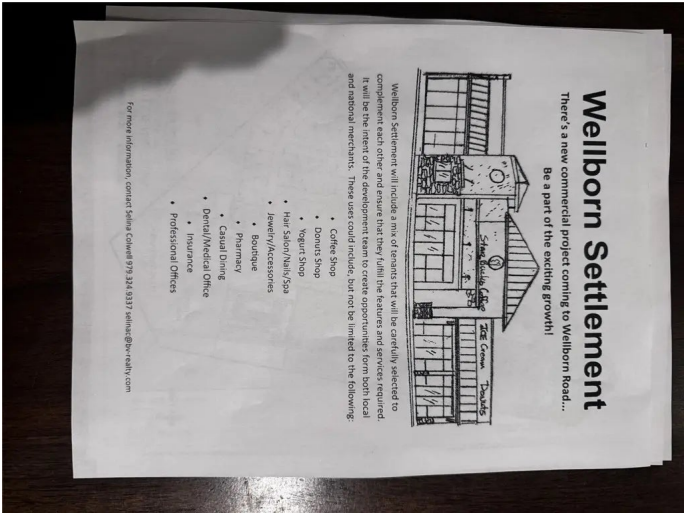 Wellborn Settlement
There's a new commercial project coming to Wellborn Road...
Be a part of the exciting growth!
Coffee
ICE Cream Donuts
Wellborn Settlement will include a mix of tenants that will be carefully selected to
complement each other and ensure that they fulfill the features and services required.
It will be the intent of the development team to create opportunities form both local
and national merchants. These uses could include, but not be limited to the following:
• Coffee Shop
• Donuts Shop
• Yogurt Shop
• Hair Salon/Nails/Spa
• Jewelry/Accessories
• Boutique
• Pharmacy
• Casual Dining
• Dental/Medical Office
• Insurance
• Professional Offices
For more information, contact Selina Colwell 979.324.9337 selinac@bv-realty.com